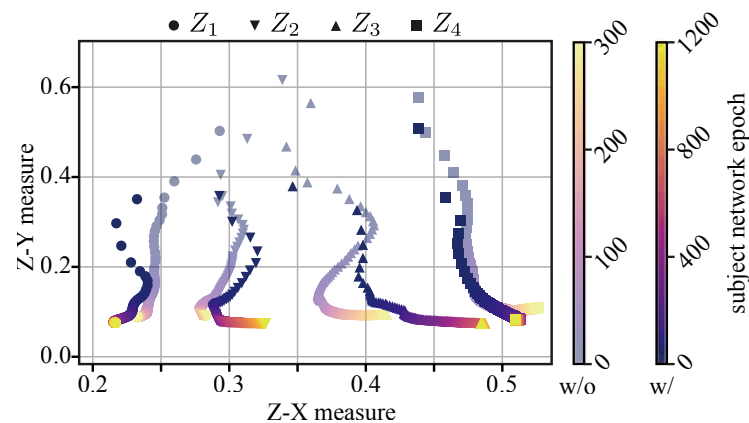 ● Z₁ ▼ Z₂ ▲ Z₃ ■ Z₄
Z-Y measure
0.6
0.4
0.2
0.0
0.2 0.3 0.4 0.5
Z-X measure
300
200
100
0
w/o
1200
800
400
0
w/
subject network epoch